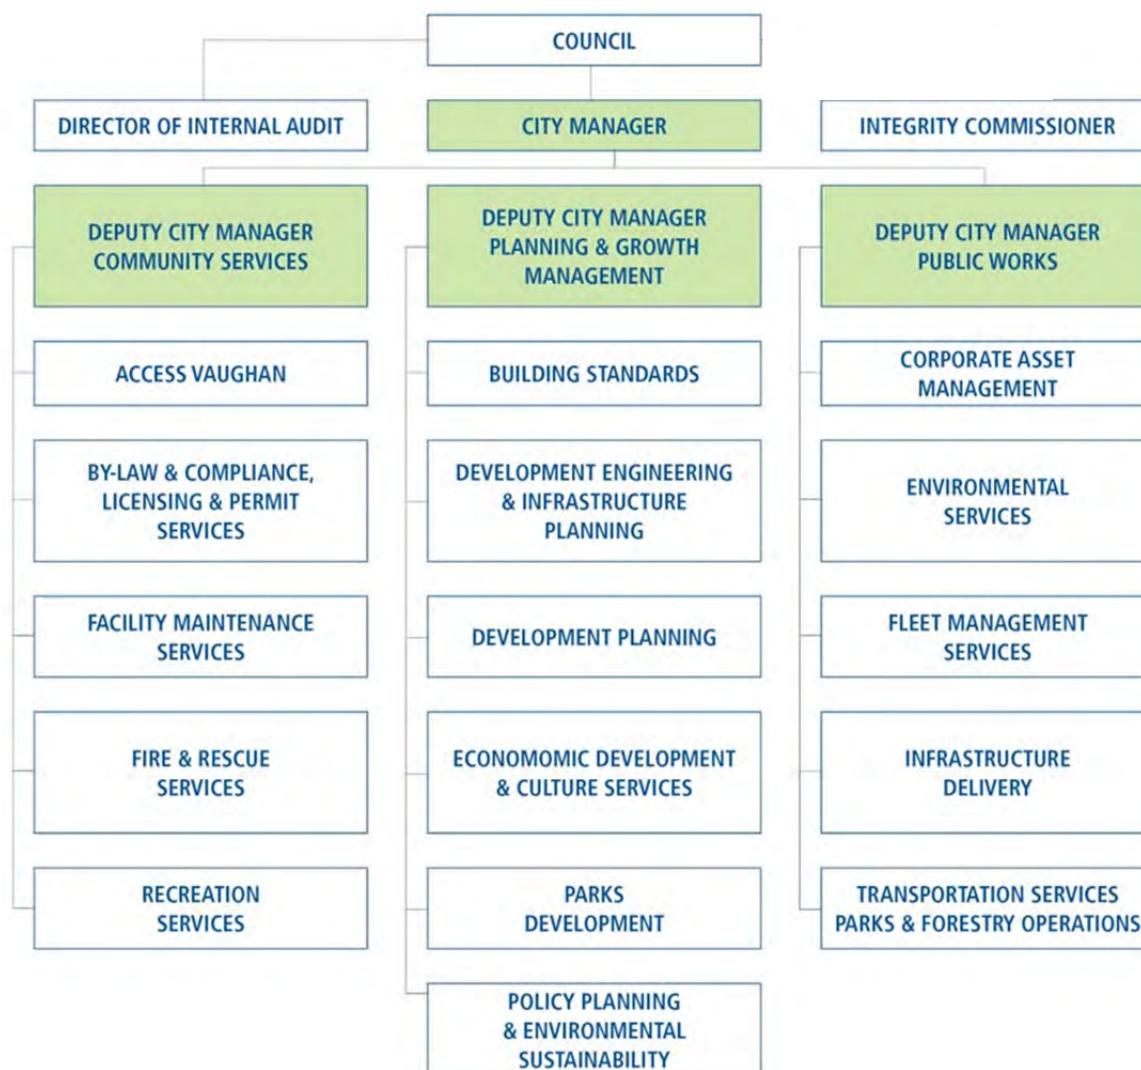 COUNCIL
DIRECTOR OF INTERNAL AUDIT
CITY MANAGER
INTEGRITY COMMISSIONER
DEPUTY CITY MANAGER
COMMUNITY SERVICES
DEPUTY CITY MANAGER
PLANNING & GROWTH
MANAGEMENT
DEPUTY CITY MANAGER
PUBLIC WORKS
ACCESS VAUGHAN
BUILDING STANDARDS
CORPORATE ASSET
MANAGEMENT
BY-LAW & COMPLIANCE,
LICENSING & PERMIT
SERVICES
DEVELOPMENT ENGINEERING
& INFRASTRUCTURE
PLANNING
ENVIRONMENTAL
SERVICES
FACILITY MAINTENANCE
SERVICES
DEVELOPMENT PLANNING
FLEET MANAGEMENT
SERVICES
FIRE & RESCUE
SERVICES
ECONOMOMIC DEVELOPMENT
& CULTURE SERVICES
INFRASTRUCTURE
DELIVERY
RECREATION
SERVICES
PARKS
DEVELOPMENT
TRANSPORTATION SERVICES
PARKS & FORESTRY OPERATIONS
POLICY PLANNING
& ENVIRONMENTAL
SUSTAINABILITY